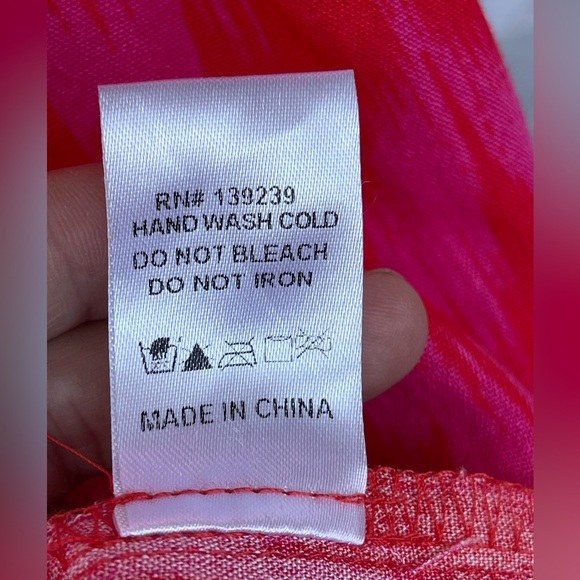 RN# 139239
HAND WASH COLD
DO NOT BLEACH
DO NOT IRON
MADE IN CHINA